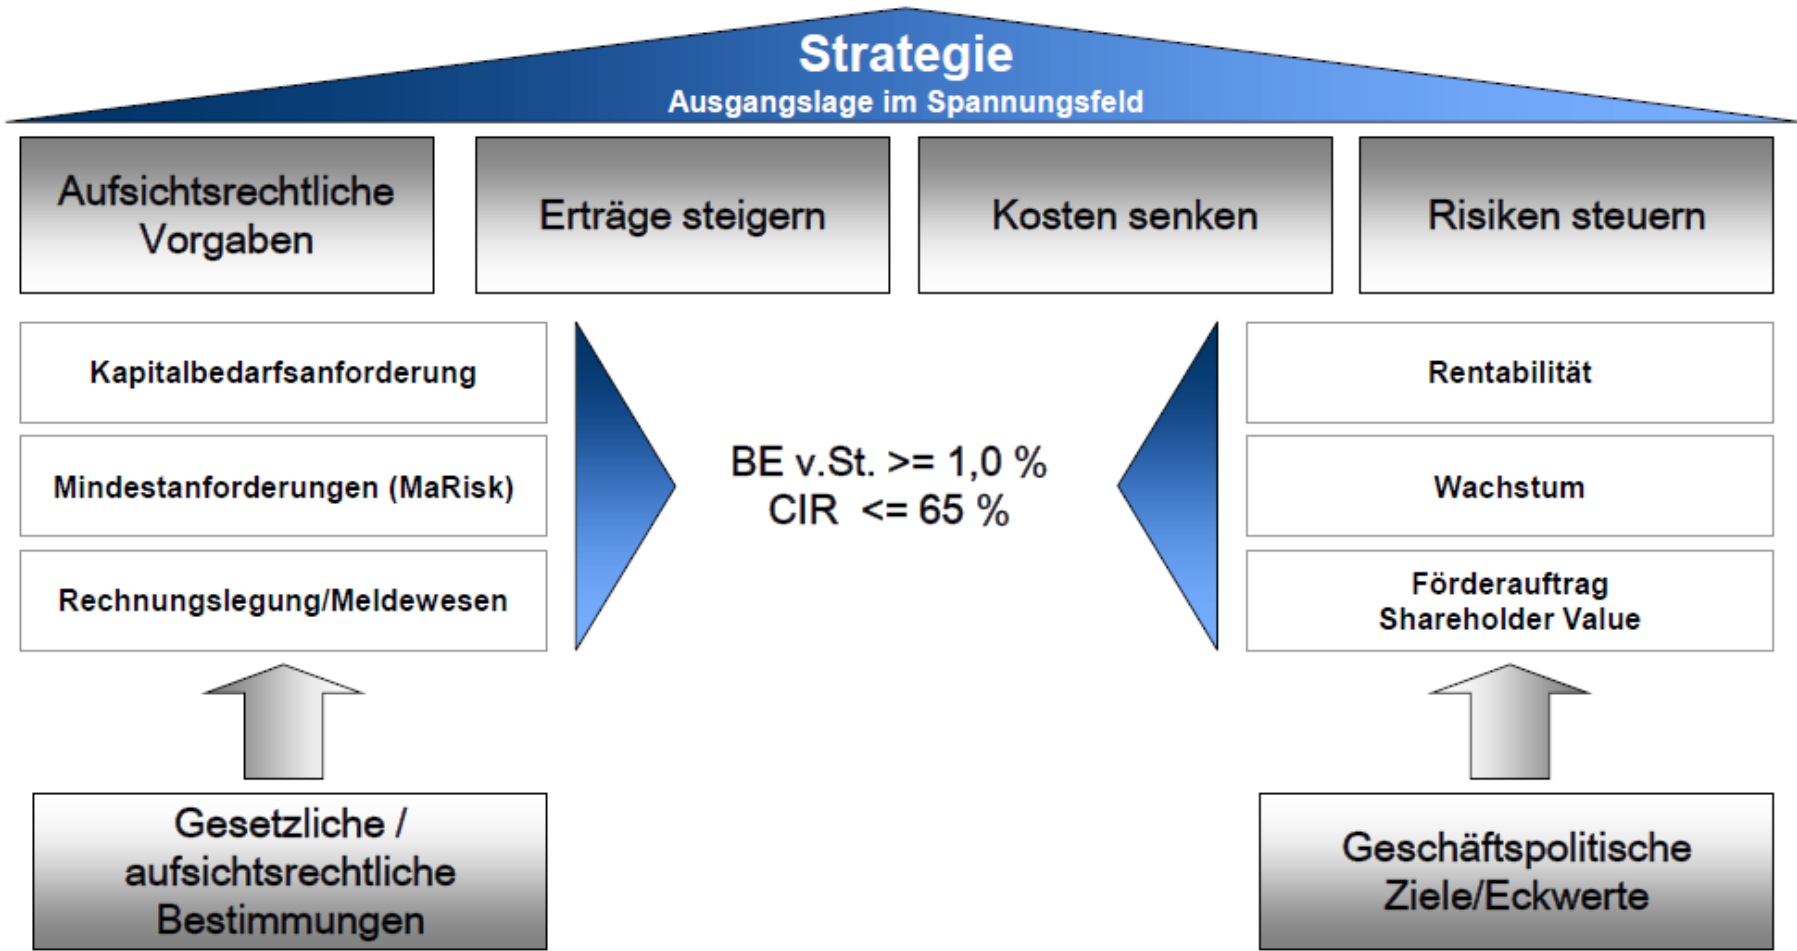 Strategie
Ausgangslage im Spannungsfeld
Aufsichtsrechtliche
Vorgaben
Erträge steigern
Kosten senken
Risiken steuern
Kapitalbedarfsanforderung
Mindestanforderungen (MaRisk)
Rechnungslegung/Meldewesen
BE v.St. >= 1,0 %
CIR <= 65 %
Rentabilität
Wachstum
Förderauftrag
Shareholder Value
Gesetzliche /
aufsichtsrechtliche
Bestimmungen
Geschäftspolitische
Ziele/Eckwerte